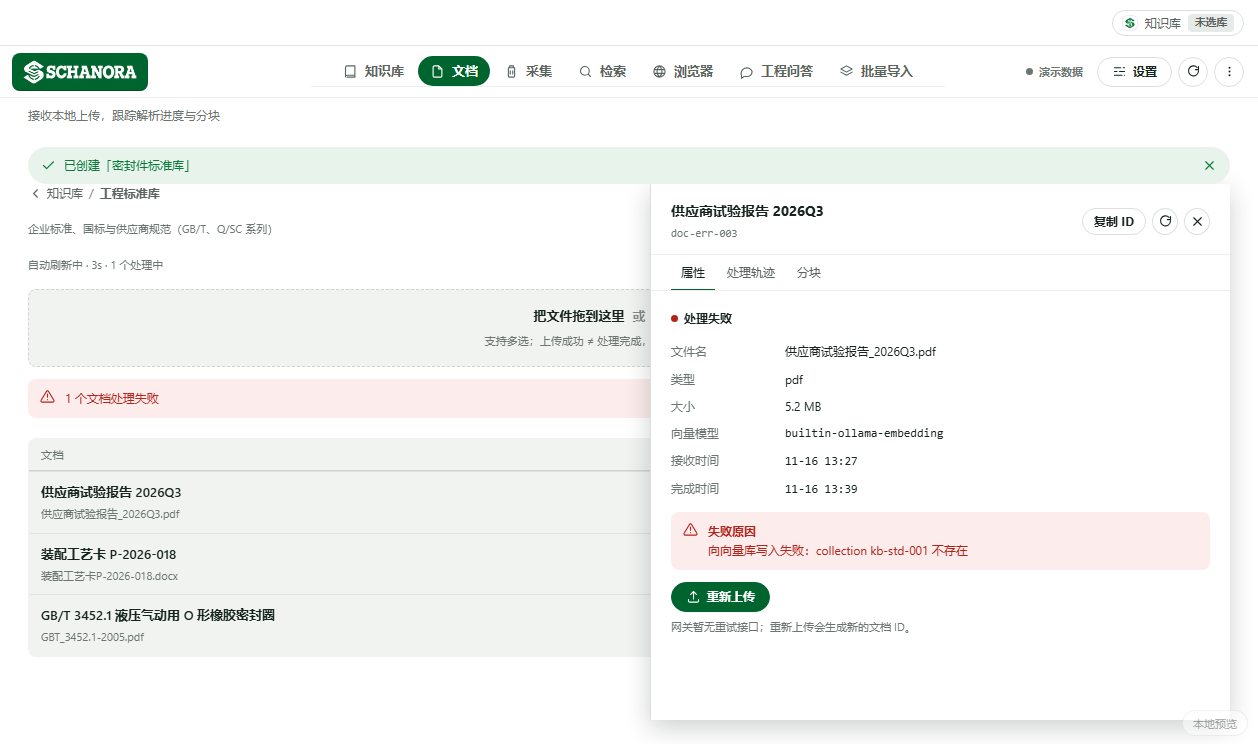 知识库 未选库
SCHANORA
知识库 文档 采集 检索 浏览器 工程问答 批量导入
演示数据 设置
接收本地上传，跟踪解析进度与分块
已创建「密封件标准库」
知识库 / 工程标准库
企业标准、国标与供应商规范（GB/T、Q/SC 系列）
自动刷新中 · 3s · 1 个处理中
把文件拖到这里 或
支持多选；上传成功 ≠ 处理完成，
1 个文档处理失败
文档
供应商试验报告 2026Q3
供应商试验报告_2026Q3.pdf
装配工艺卡 P-2026-018
装配工艺卡P-2026-018.docx
GB/T 3452.1 液压气动用 O 形橡胶密封圈
GBT_3452.1-2005.pdf
供应商试验报告 2026Q3
doc-err-003
复制 ID
属性 处理轨迹 分块
处理失败
文件名 供应商试验报告_2026Q3.pdf
类型 pdf
大小 5.2 MB
向量模型 builtin-ollama-embedding
接收时间 11-16 13:27
完成时间 11-16 13:39
失败原因
向向量库写入失败：collection kb-std-001 不存在
重新上传
网关暂无重试接口；重新上传会生成新的文档 ID。
本地预览